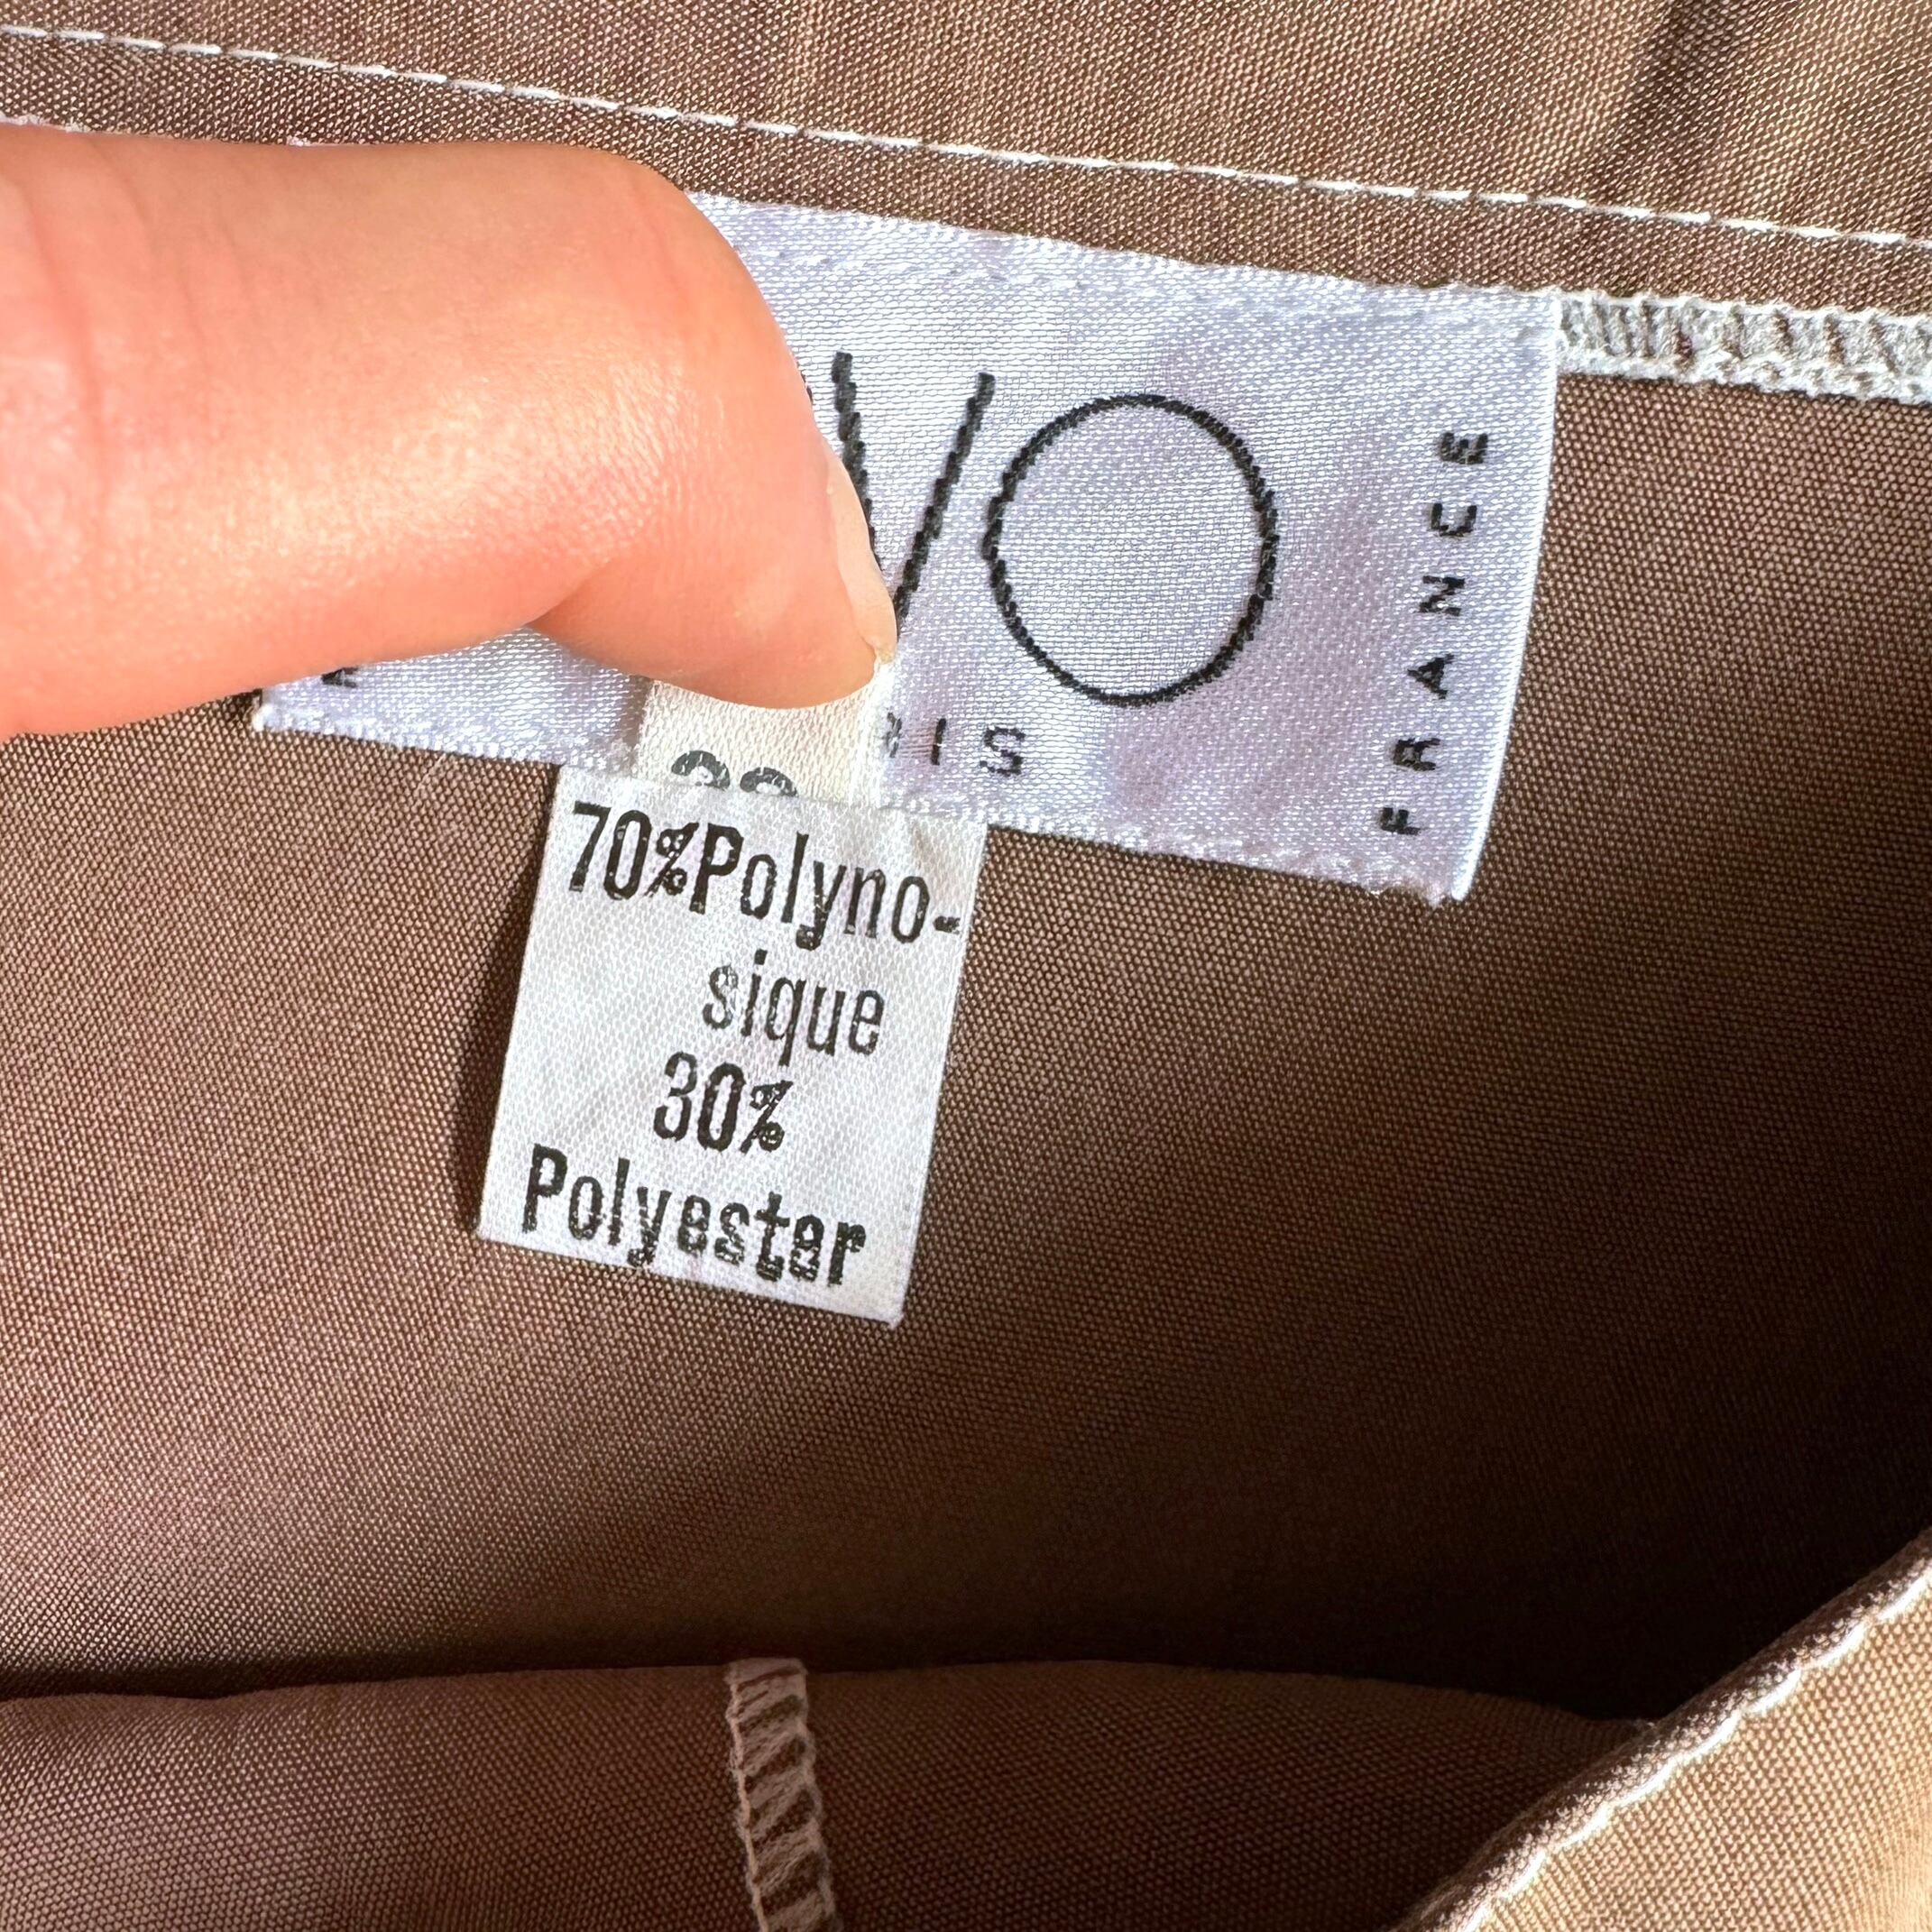 VO
FRANCE
70%Polyno-
sique
30%
Polyester